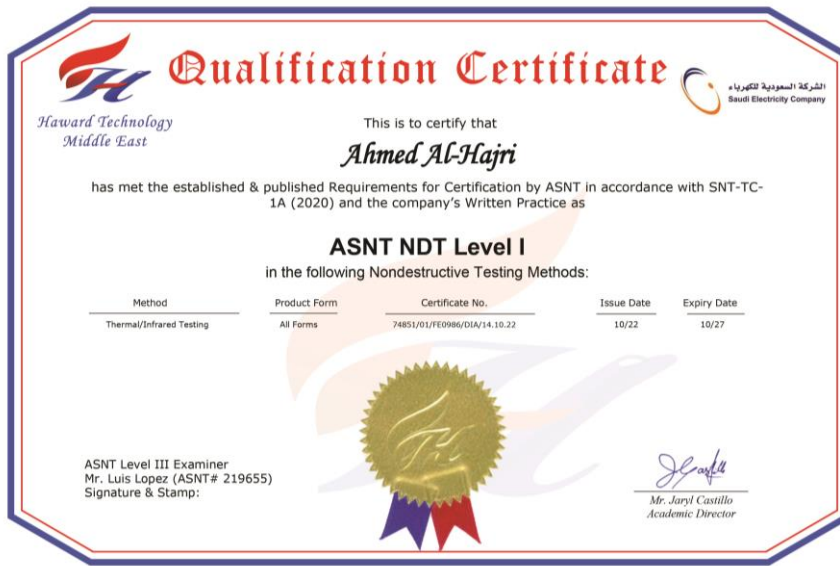 Qualification Certificate
Haward Technology
Middle East
الشركة السعودية للكهرباء
Saudi Electricity Company
This is to certify that
Ahmed Al-Hajri
has met the established & published Requirements for Certification by ASNT in accordance with SNT-TC-
1A (2020) and the company's Written Practice as
ASNT NDT Level I
in the following Nondestructive Testing Methods:
Method Product Form Certificate No. Issue Date Expiry Date
Thermal/Infrared Testing All Forms 74851/01/FE0986/DIA/14.10.22 10/22 10/27
ASNT Level III Examiner
Mr. Luis Lopez (ASNT# 219655)
Signature & Stamp:
Mr. Jaryl Castillo
Academic Director